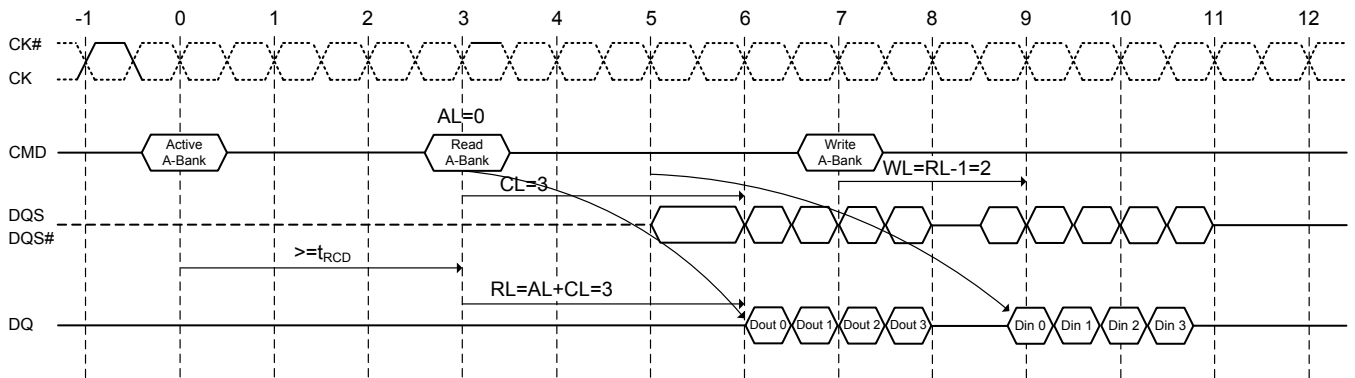 -1 0 1 2 3 4 5 6 7 8 9 10 11 12
CK#
CK
AL=0
CMD
Active
A-Bank
Read
A-Bank
Write
A-Bank
CL=3
WL=RL-1=2
DQS
DQS#
>=tRCD
RL=AL+CL=3
DQ
Dout 0 Dout 1 Dout 2 Dout 3 Din 0 Din 1 Din 2 Din 3